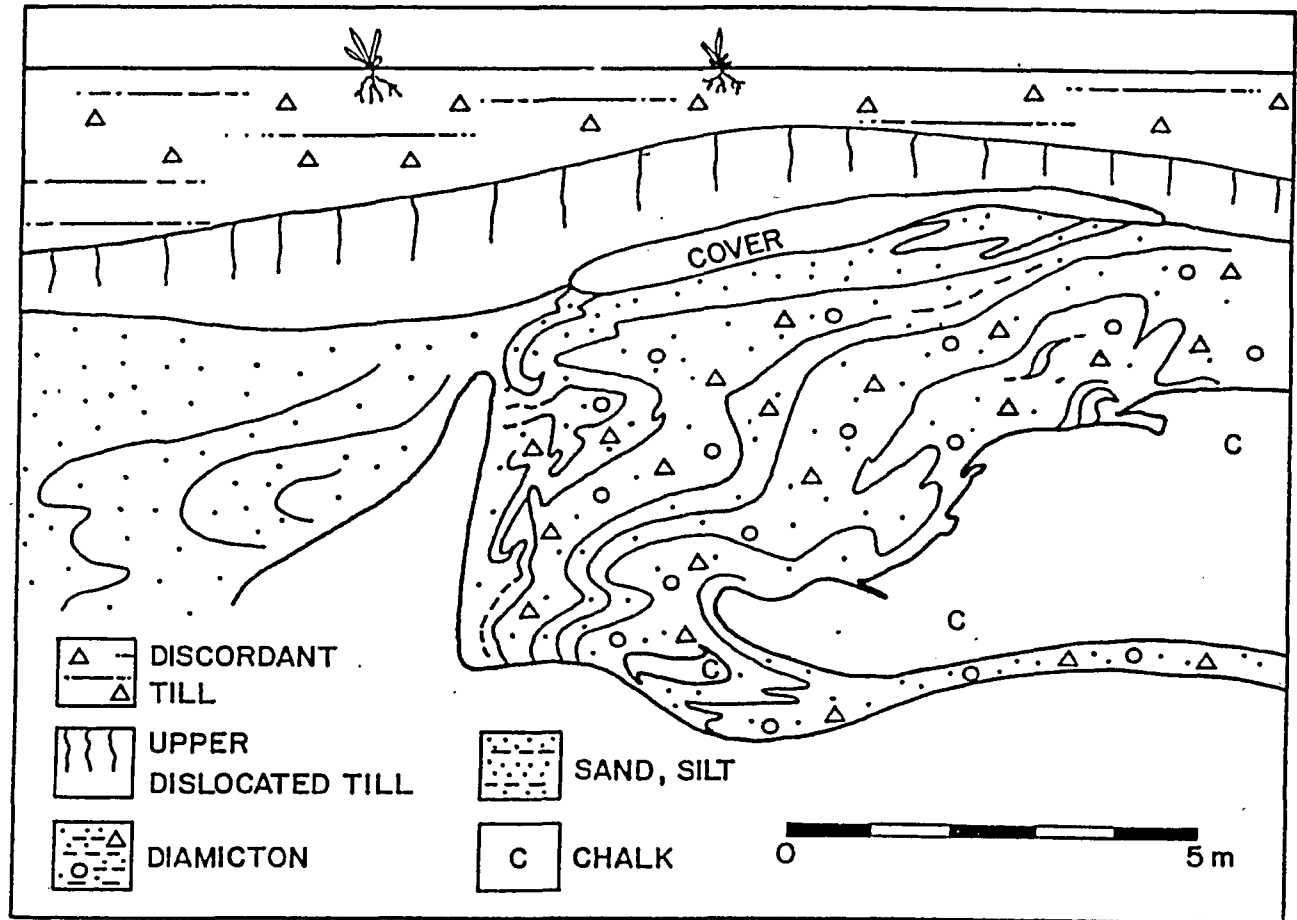 COVER
C
C
C
DISCORDANT
TILL
UPPER
DISLOCATED TILL
DIAMICTON
SAND, SILT
C CHALK
0 5 m